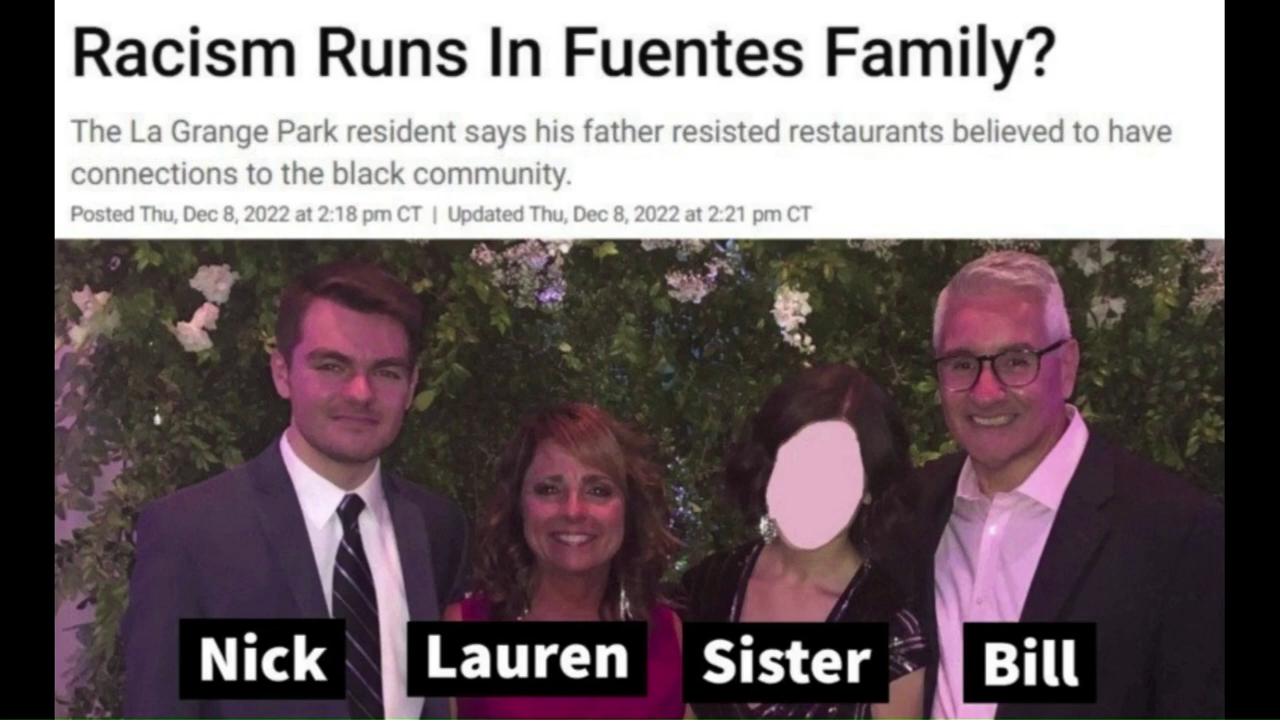 Racism Runs In Fuentes Family?
The La Grange Park resident says his father resisted restaurants believed to have
connections to the black community.
Posted Thu, Dec 8, 2022 at 2:18 pm CT | Updated Thu, Dec 8, 2022 at 2:21 pm CT
Nick
Lauren
Sister
Bill